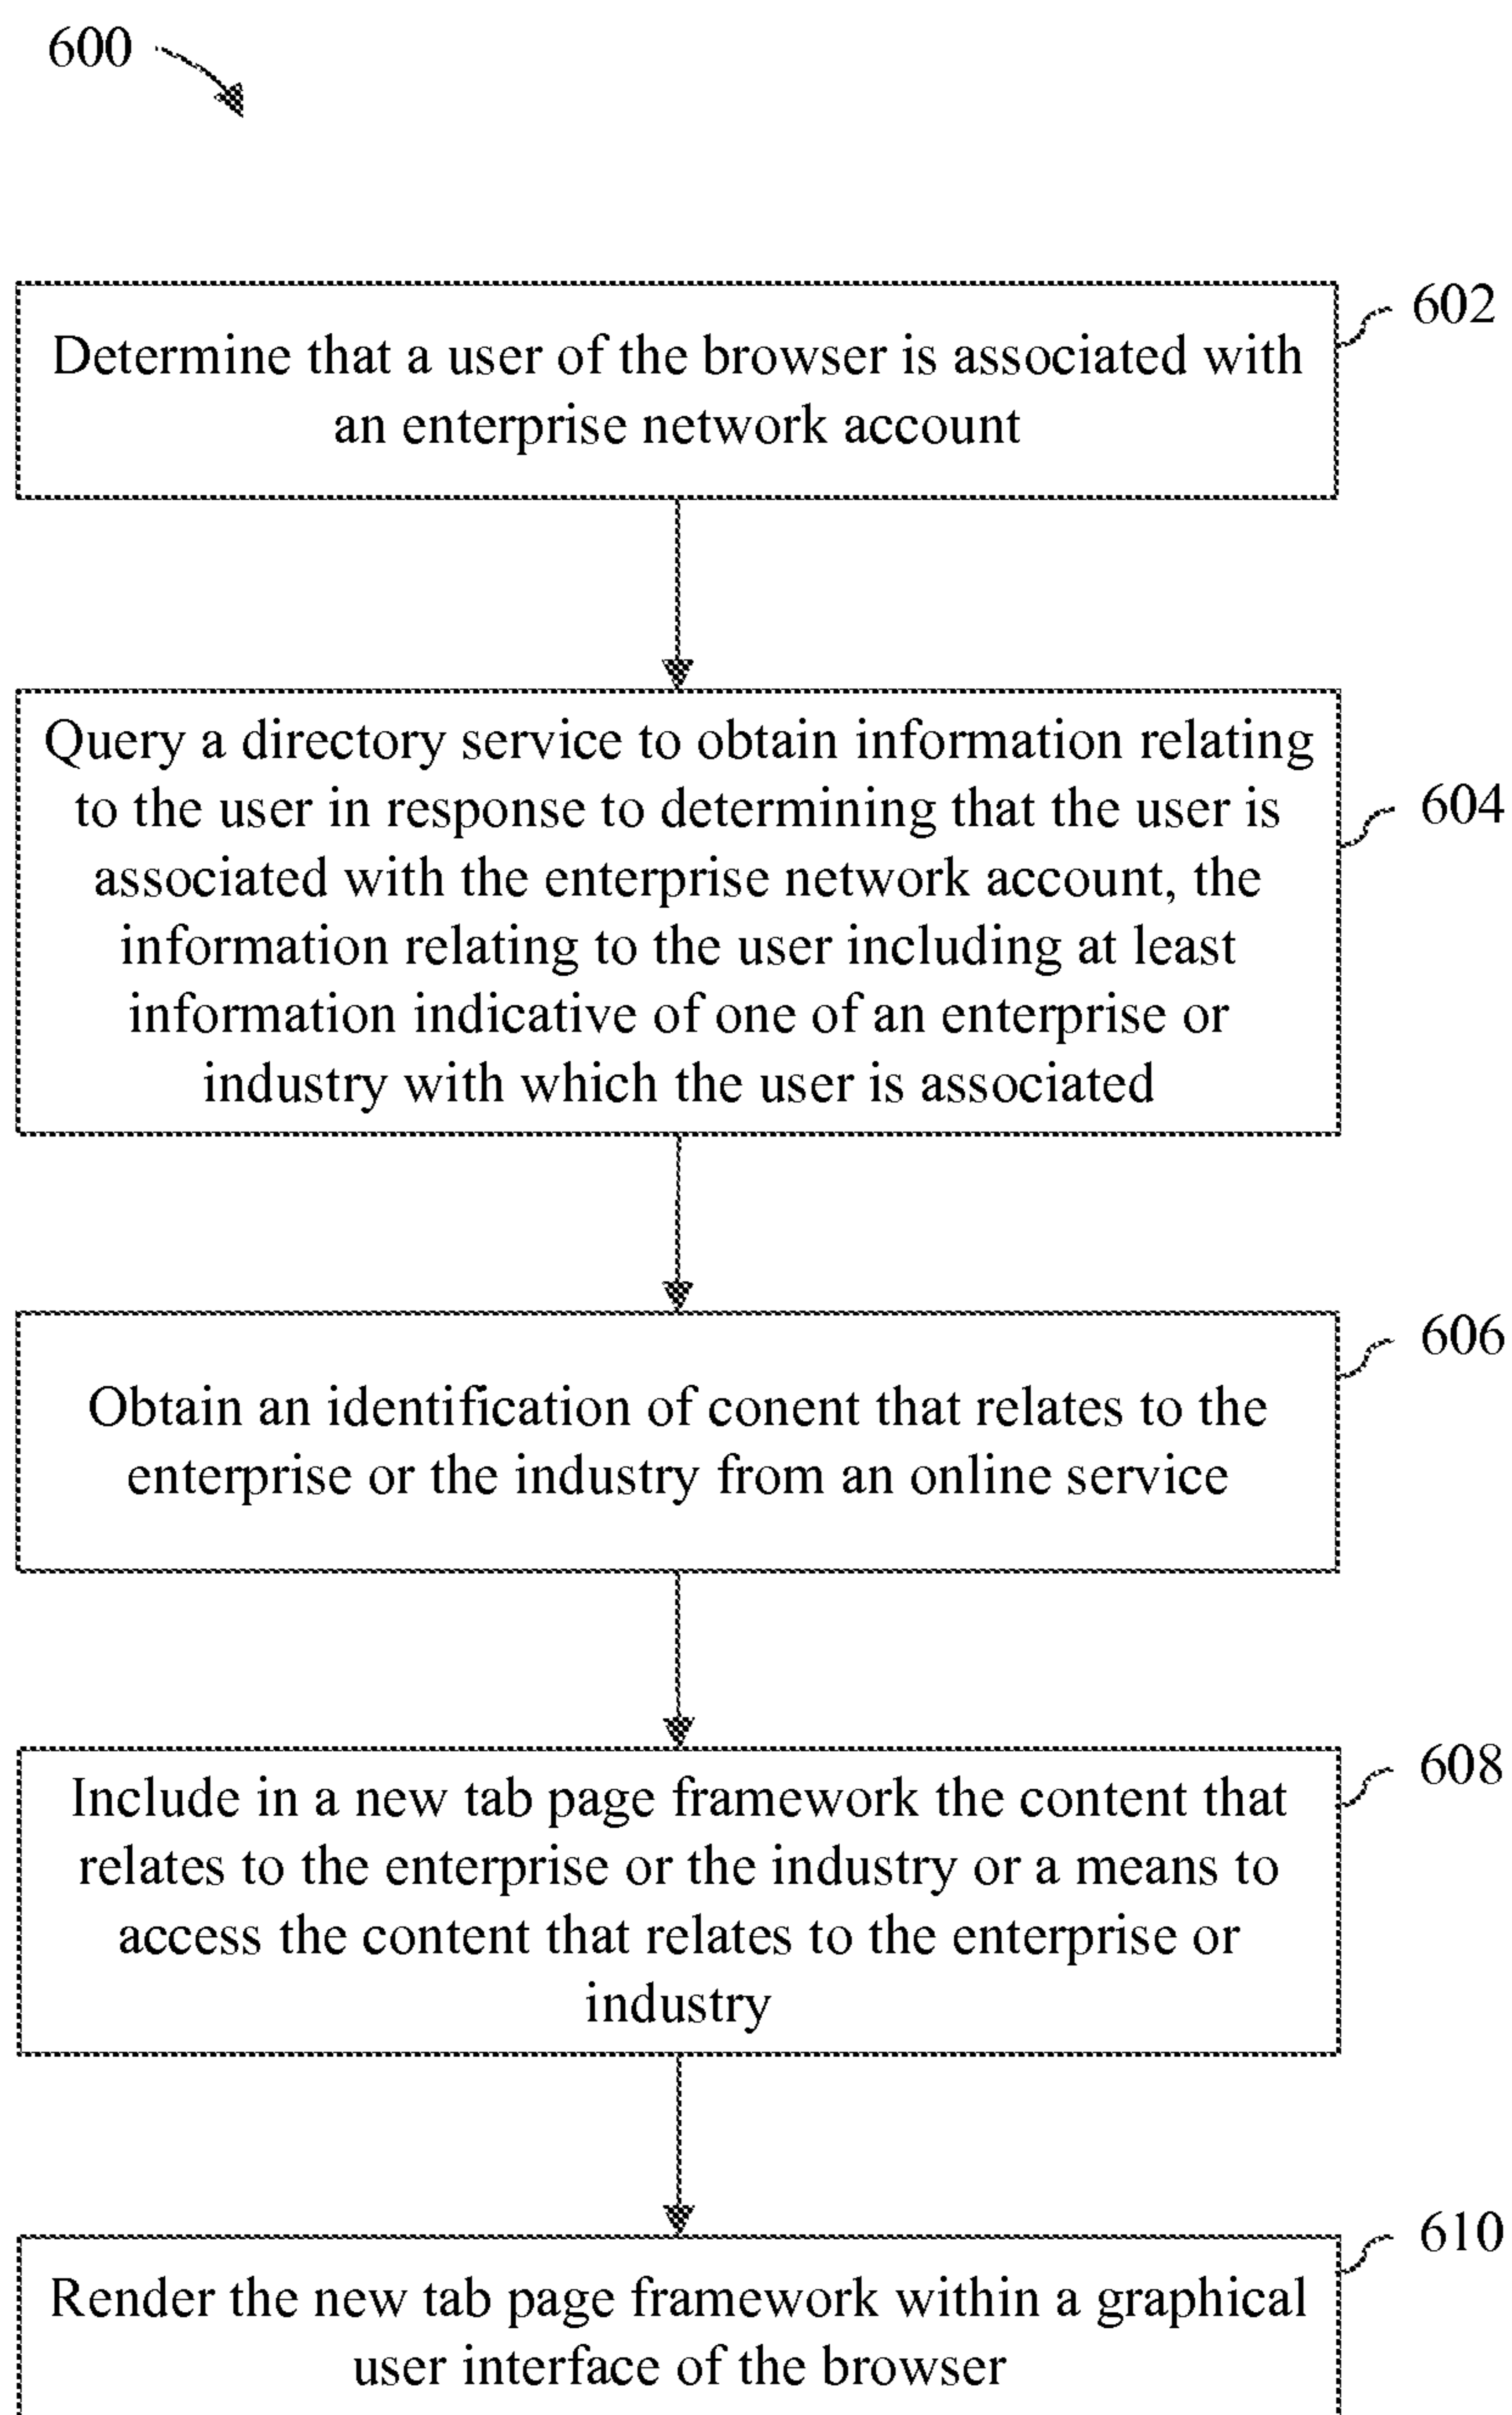 600
602
Determine that a user of the browser is associated with
an enterprise network account
Query a directory service to obtain information relating
to the user in response to determining that the user is
604
associated with the enterprise network account, the
information relating to the user including at least
information indicative of one of an enterprise or
industry with which the user is associated
606
Obtain an identification of conent that relates to the
enterprise or the industry from an online service
608
Include in a new tab page framework the content that
relates to the enterprise or the industry or a means to
access the content that relates to the enterprise or
industry
610
Render the new tab page framework within a graphical
user interface of the browser